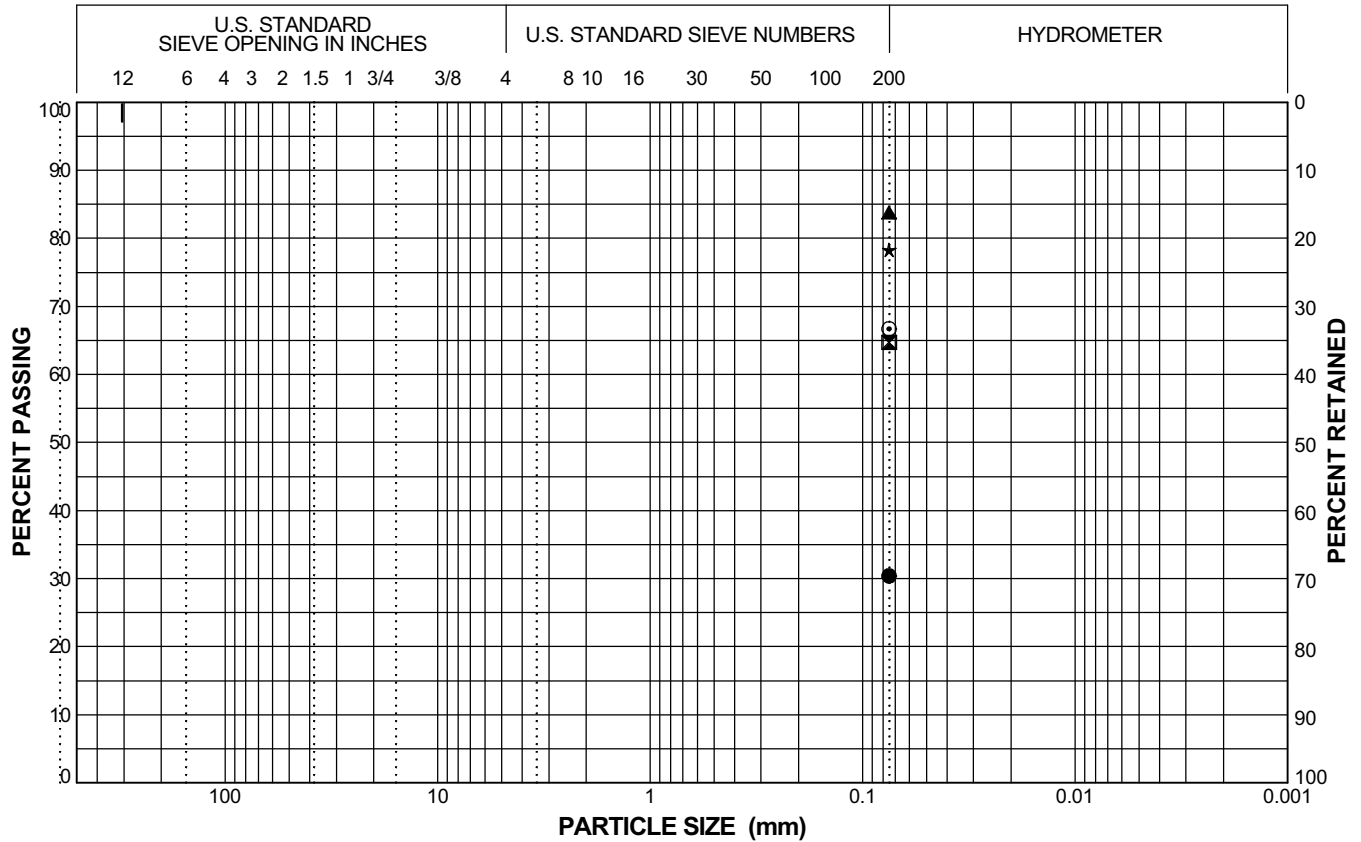 U.S. STANDARD
SIEVE OPENING IN INCHES
U.S. STANDARD SIEVE NUMBERS
HYDROMETER
12 6 4 3 2 1.5 1 3/4 3/8 4 8 10 16 30 50 100 200
100 0
90 10
80 20
70 30
60 40
50 50
40 60
30 70
20 80
10 90
0 100
PERCENT PASSING
PERCENT RETAINED
100 10 1 0.1 0.01 0.001
PARTICLE SIZE (mm)